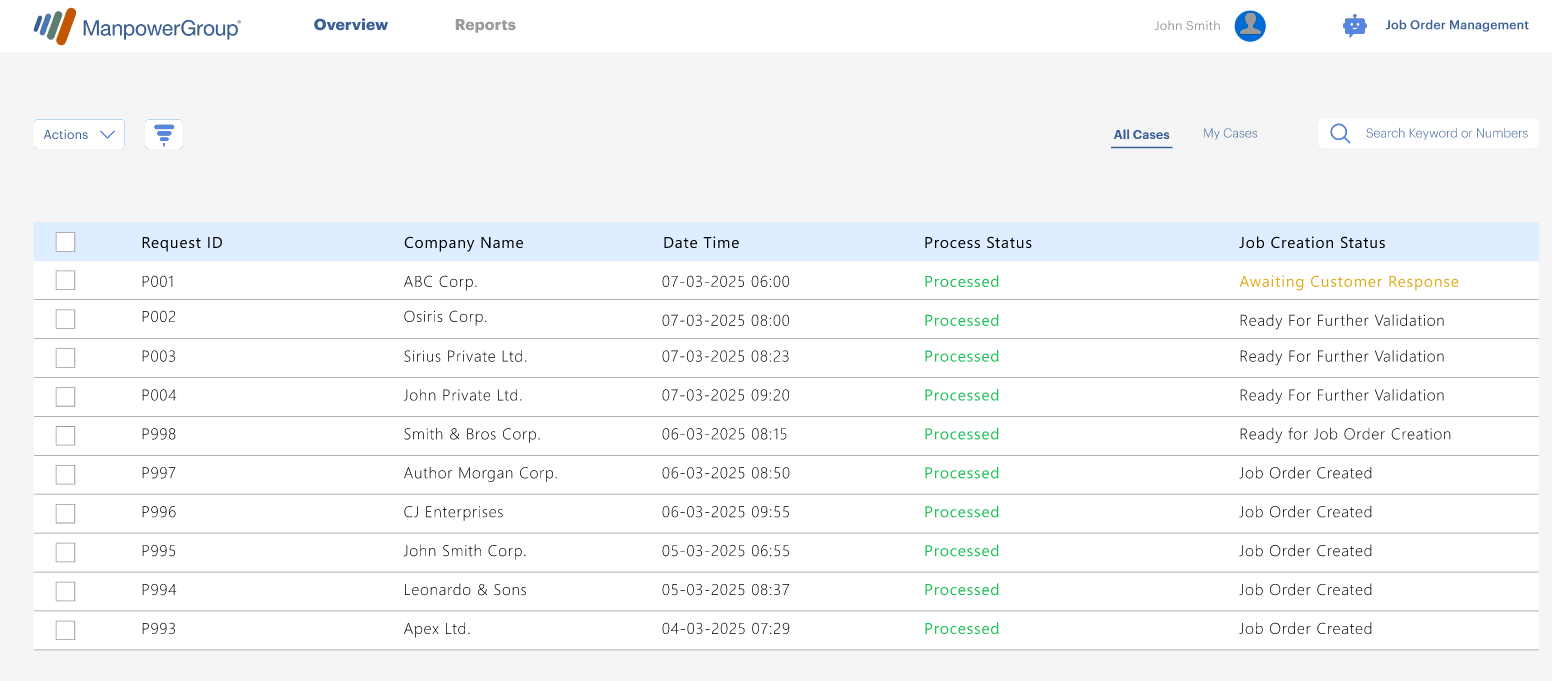 ManpowerGroup® Overview Reports John Smith Job Order Management
Actions All Cases My Cases Search Keyword or Numbers
Request ID Company Name Date Time Process Status Job Creation Status
P001 ABC Corp. 07-03-2025 06:00 Processed Awaiting Customer Response
P002 Osiris Corp. 07-03-2025 08:00 Processed Ready For Further Validation
P003 Sirius Private Ltd. 07-03-2025 08:23 Processed Ready For Further Validation
P004 John Private Ltd. 07-03-2025 09:20 Processed Ready For Further Validation
P998 Smith & Bros Corp. 06-03-2025 08:15 Processed Ready for Job Order Creation
P997 Author Morgan Corp. 06-03-2025 08:50 Processed Job Order Created
P996 CJ Enterprises 06-03-2025 09:55 Processed Job Order Created
P995 John Smith Corp. 05-03-2025 06:55 Processed Job Order Created
P994 Leonardo & Sons 05-03-2025 08:37 Processed Job Order Created
P993 Apex Ltd. 04-03-2025 07:29 Processed Job Order Created